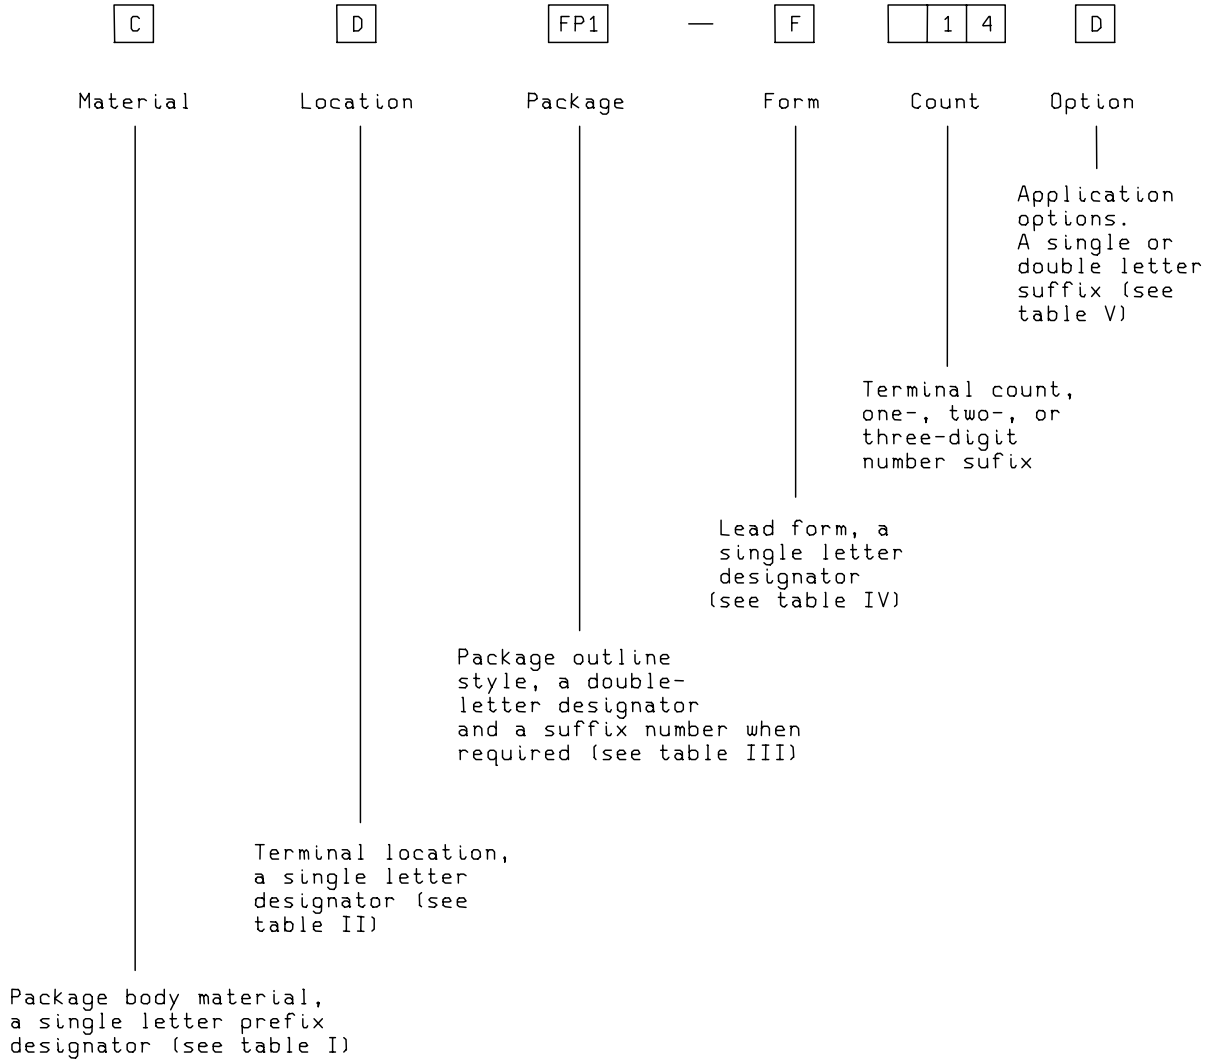 C D FP1 — F 1 4 D
Material Location Package Form Count Option
Application
options.
A single or
double letter
suffix (see
table V)
Terminal count,
one-, two-, or
three-digit
number sufix
Lead form, a
single letter
designator
(see table IV)
Package outline
style, a double-
letter designator
and a suffix number when
required (see table III)
Terminal location,
a single letter
designator (see
table II)
Package body material,
a single letter prefix
designator (see table I)